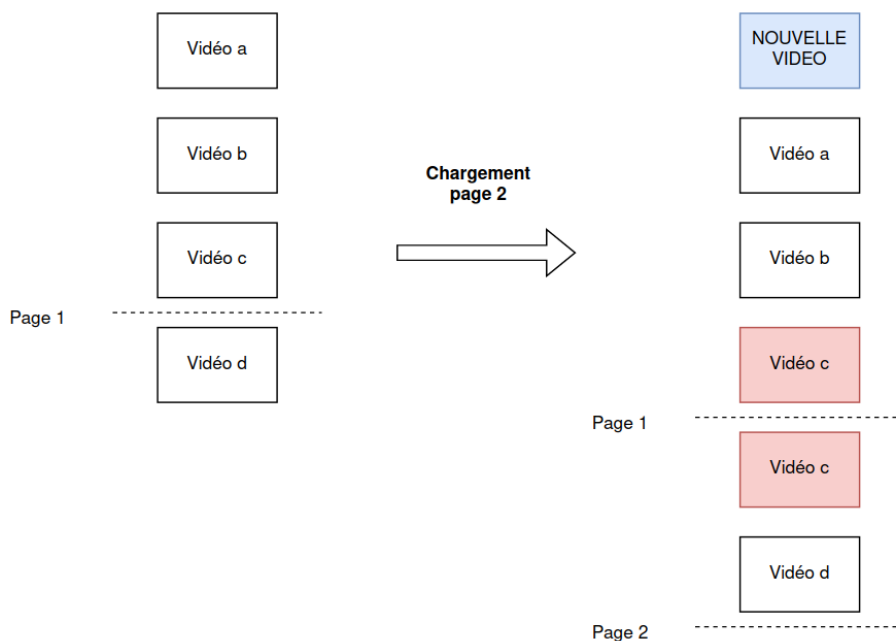 Vidéo a
Vidéo b
Vidéo c
Page 1
Vidéo d
Chargement
page 2
NOUVELLE
VIDEO
Vidéo a
Vidéo b
Vidéo c
Page 1
Vidéo c
Vidéo d
Page 2